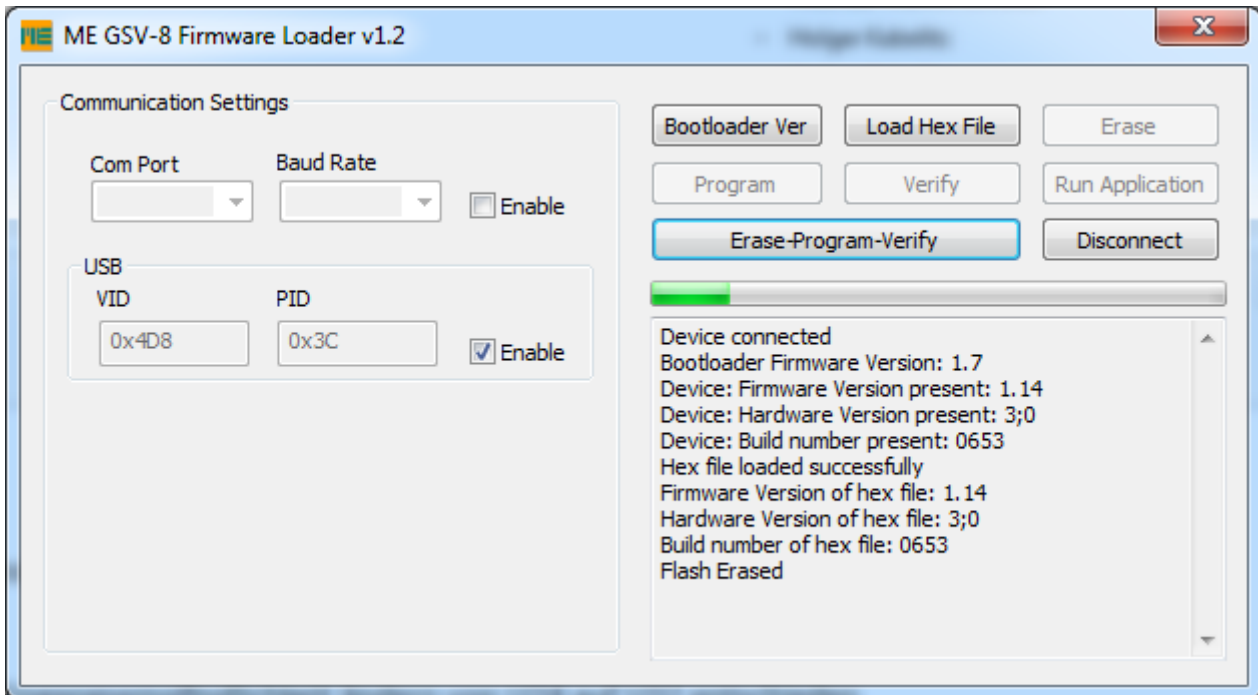 ME ME GSV-8 Firmware Loader v1.2
Communication Settings
Com Port Baud Rate
Enable
USB
VID PID
0x4D8 0x3C Enable
Bootloader Ver Load Hex File Erase
Program Verify Run Application
Erase-Program-Verify Disconnect
Device connected
Bootloader Firmware Version: 1.7
Device: Firmware Version present: 1.14
Device: Hardware Version present: 3;0
Device: Build number present: 0653
Hex file loaded successfully
Firmware Version of hex file: 1.14
Hardware Version of hex file: 3;0
Build number of hex file: 0653
Flash Erased